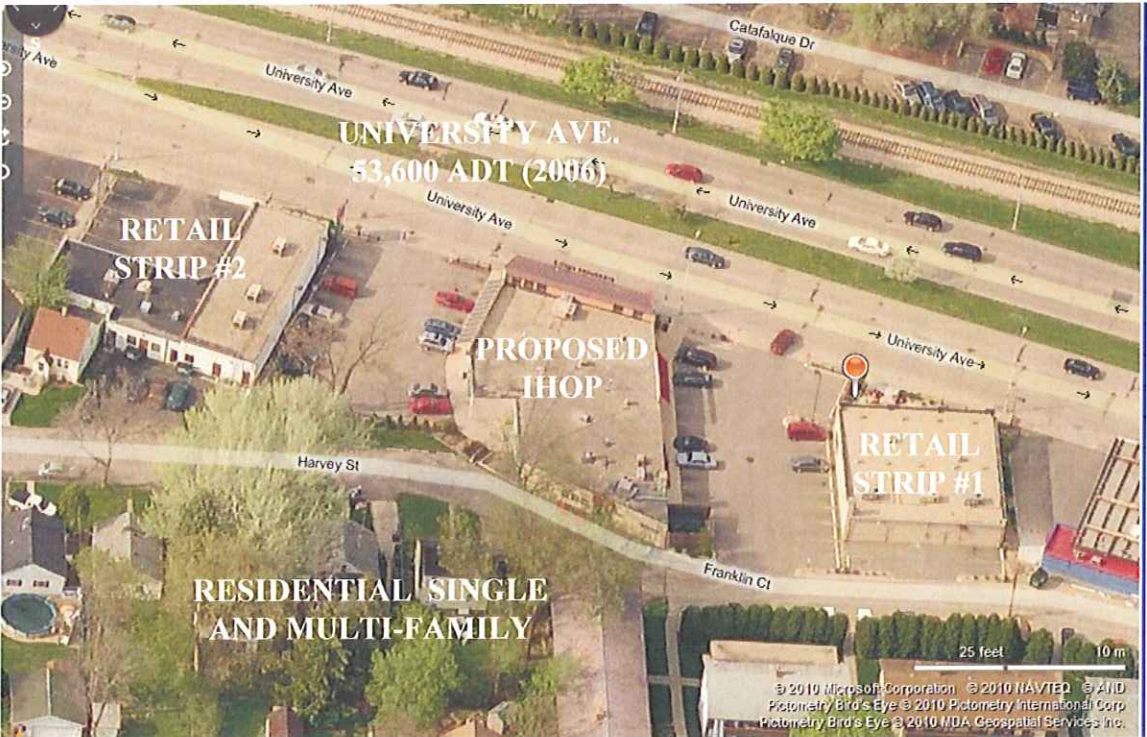 Catafalque Dr
ersity Ave
University Ave
UNIVERSITY AVE.
53,600 ADT (2006)
University Ave
University Ave
RETAIL
STRIP #2
University Ave
PROPOSED
IHOP
RETAIL
STRIP #1
Harvey St
Franklin Ct
RESIDENTIAL SINGLE
AND MULTI-FAMILY
25 feet 10 m
© 2010 Microsoft Corporation © 2010 NAVTEQ © AND
Pictometry Bird's Eye © 2010 Pictometry International Corp
Pictometry Bird's Eye © 2010 MDA Geospatial Services Inc.